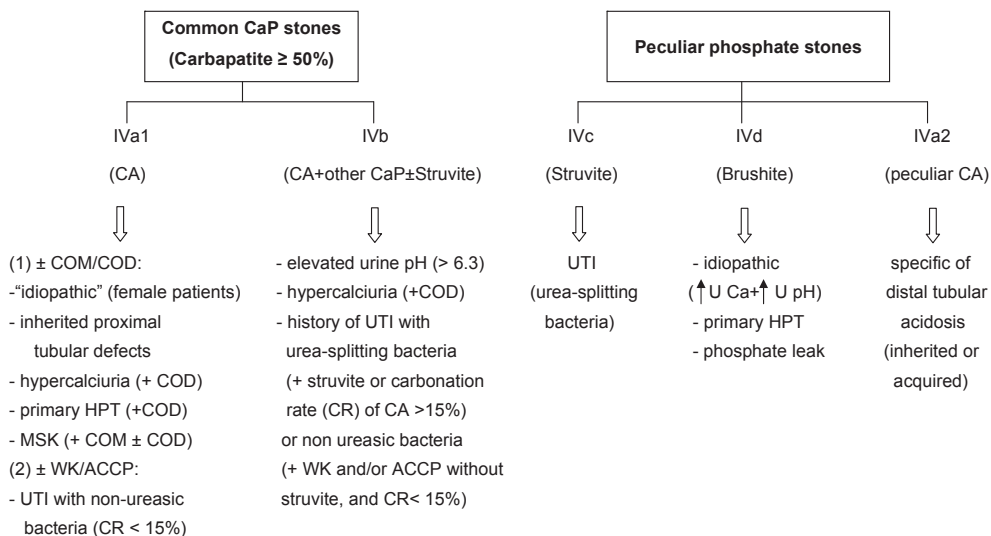 Common CaP stones
(Carbapatite ≥ 50%)
Peculiar phosphate stones
IVa1
(CA)
IVb
(CA+other CaP±Struvite)
IVc
(Struvite)
IVd
(Brushite)
IVa2
(peculiar CA)
(1) ± COM/COD:
-“idiopathic” (female patients)
- inherited proximal
tubular defects
- hypercalciuria (+ COD)
- primary HPT (+COD)
- MSK (+ COM ± COD)
(2) ± WK/ACCP:
- UTI with non-ureasic
bacteria (CR < 15%)
- elevated urine pH (> 6.3)
- hypercalciuria (+COD)
- history of UTI with
urea-splitting bacteria
(+ struvite or carbonation
rate (CR) of CA >15%)
or non ureasic bacteria
(+ WK and/or ACCP without
struvite, and CR< 15%)
UTI
(urea-splitting
bacteria)
- idiopathic
(↑U Ca+↑ U pH)
- primary HPT
- phosphate leak
specific of
distal tubular
acidosis
(inherited or
acquired)